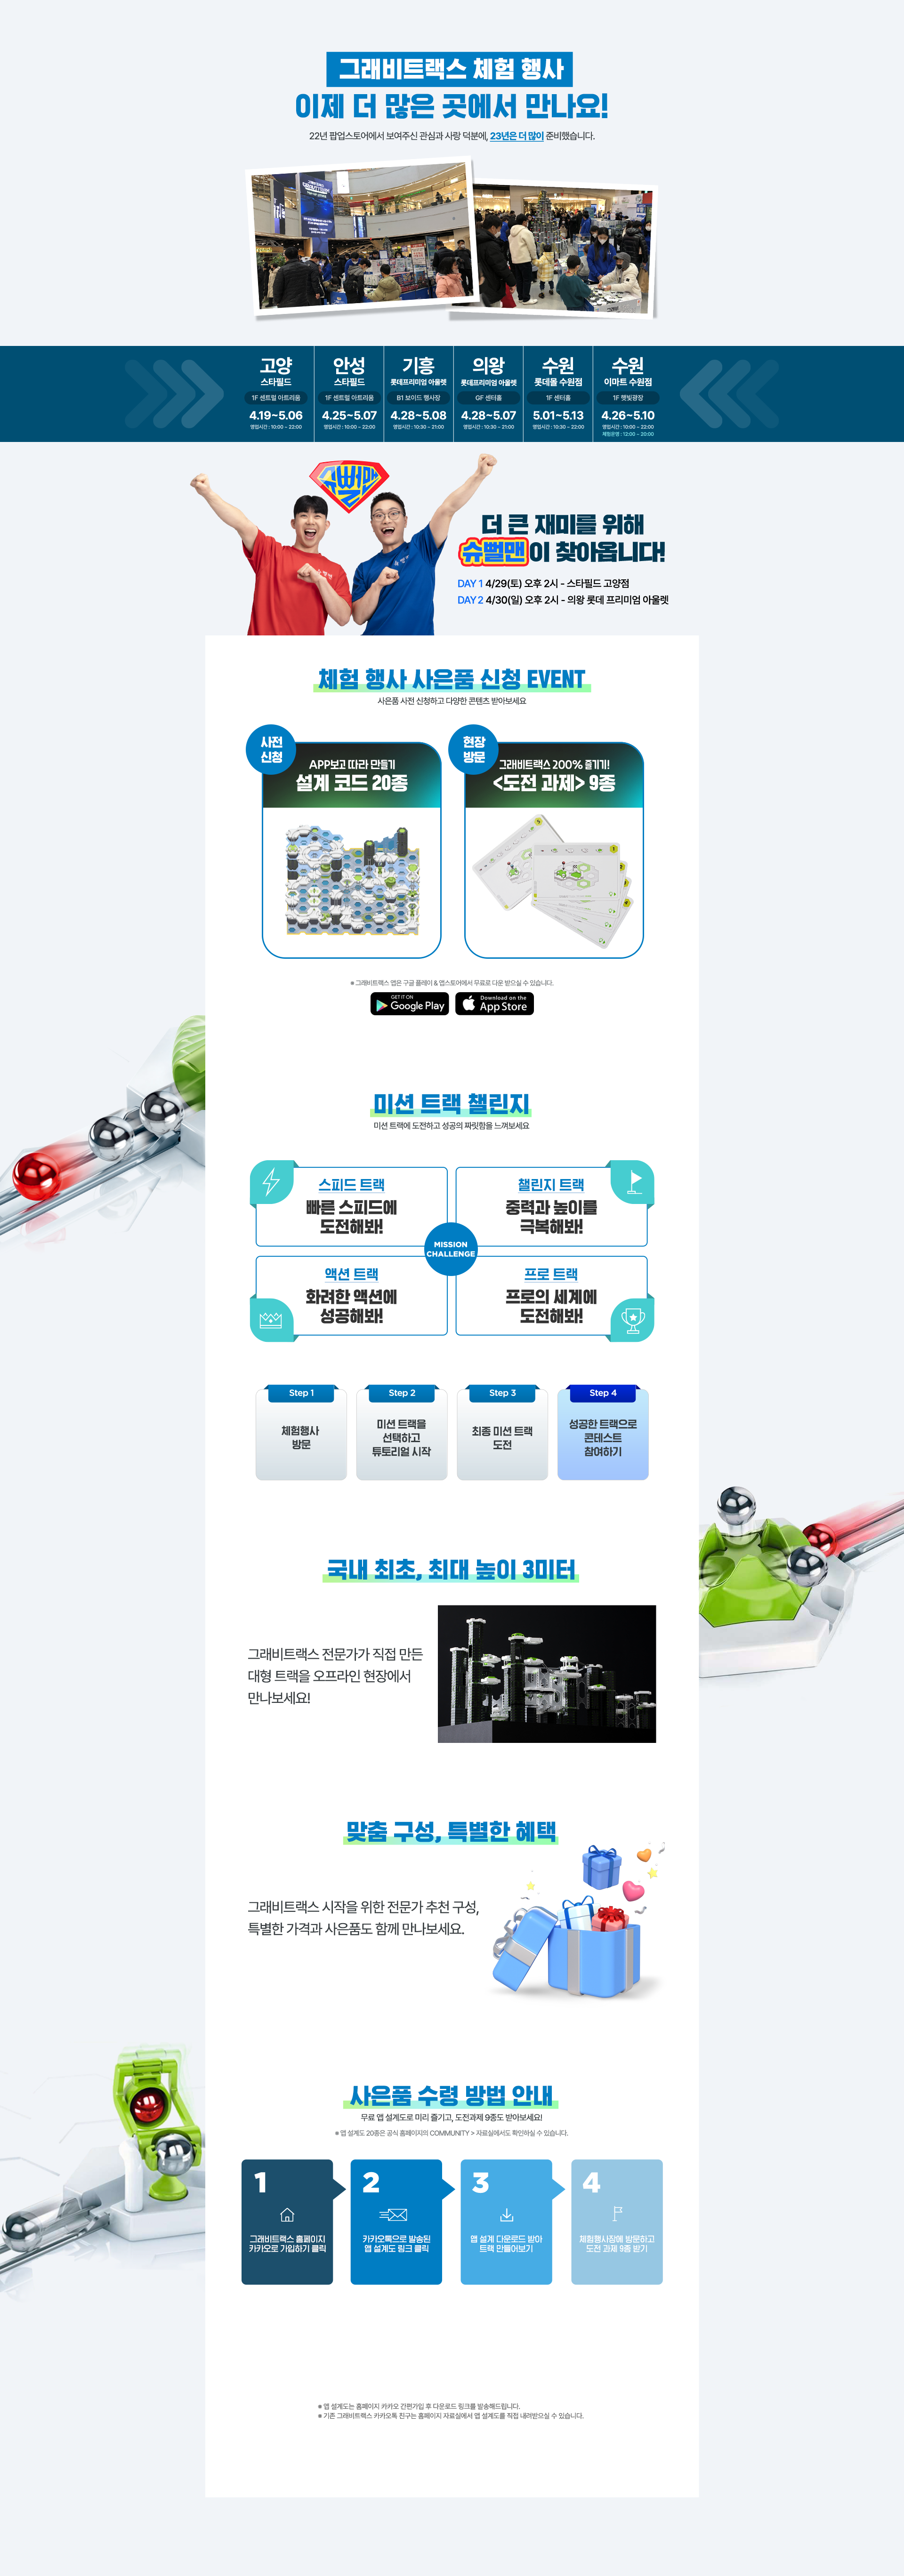 그래비트랙스 체험 행사
이제 더 많은 곳에서 만나요!
22년 팝업스토어에서 보여주신 관심과 사랑 덕분에, 23년은 더 많이 준비했습니다.
고양
스타필드
1F 센트럴 아트리움
4.19~5.06
영업시간 : 10:00 ~ 22:00
안성
스타필드
1F 센트럴 아트리움
4.25~5.07
영업시간 : 10:00 ~ 22:00
기흥
롯데프리미엄 아울렛
B1 보이드 행사장
4.28~5.08
영업시간 : 10:30 ~ 21:00
의왕
롯데프리미엄 아울렛
GF 센터홀
4.28~5.07
영업시간 : 10:30 ~ 21:00
수원
롯데몰 수원점
1F 센터홀
5.01~5.13
영업시간 : 10:30 ~ 22:00
수원
이마트 수원점
1F 햇빛광장
4.26~5.10
영업시간 : 10:00 ~ 22:00
체험운영 : 12:00 ~ 20:00
슈뻘맨
더 큰 재미를 위해
슈뻘맨이 찾아옵니다!
DAY 1 4/29(토) 오후 2시 - 스타필드 고양점
DAY 2 4/30(일) 오후 2시 - 의왕 롯데 프리미엄 아울렛
체험 행사 사은품 신청 EVENT
사은품 사전 신청하고 다양한 콘텐츠 받아보세요
사전
신청
APP보고 따라 만들기
설계 코드 20종
현장
방문
그래비트랙스 200% 즐기기!
<도전 과제> 9종
※ 그래비트랙스 앱은 구글 플레이 & 앱스토어에서 무료로 다운 받으실 수 있습니다.
GET IT ON
Google Play
Download on the
App Store
미션 트랙 챌린지
미션 트랙에 도전하고 성공의 짜릿함을 느껴보세요
스피드 트랙
빠른 스피드에
도전해봐!
챌린지 트랙
중력과 높이를
극복해봐!
MISSION
CHALLENGE
액션 트랙
화려한 액션에
성공해봐!
프로 트랙
프로의 세계에
도전해봐!
Step 1
체험행사
방문
Step 2
미션 트랙을
선택하고
튜토리얼 시작
Step 3
최종 미션 트랙
도전
Step 4
성공한 트랙으로
콘테스트
참여하기
국내 최초, 최대 높이 3미터
그래비트랙스 전문가가 직접 만든
대형 트랙을 오프라인 현장에서
만나보세요!
맞춤 구성, 특별한 혜택
그래비트랙스 시작을 위한 전문가 추천 구성,
특별한 가격과 사은품도 함께 만나보세요.
사은품 수령 방법 안내
무료 앱 설계도로 미리 즐기고, 도전과제 9종도 받아보세요!
※ 앱 설계도 20종은 공식 홈페이지의 COMMUNITY > 자료실에서도 확인하실 수 있습니다.
1
그래비트랙스 홈페이지
카카오로 가입하기 클릭
2
카카오톡으로 발송된
앱 설계도 링크 클릭
3
앱 설계 다운로드 받아
트랙 만들어보기
4
체험행사장에 방문하고
도전 과제 9종 받기
※ 앱 설계도는 홈페이지 카카오 간편가입 후 다운로드 링크를 발송해드립니다.
※ 기존 그래비트랙스 카카오톡 친구는 홈페이지 자료실에서 앱 설계도를 직접 내려받으실 수 있습니다.